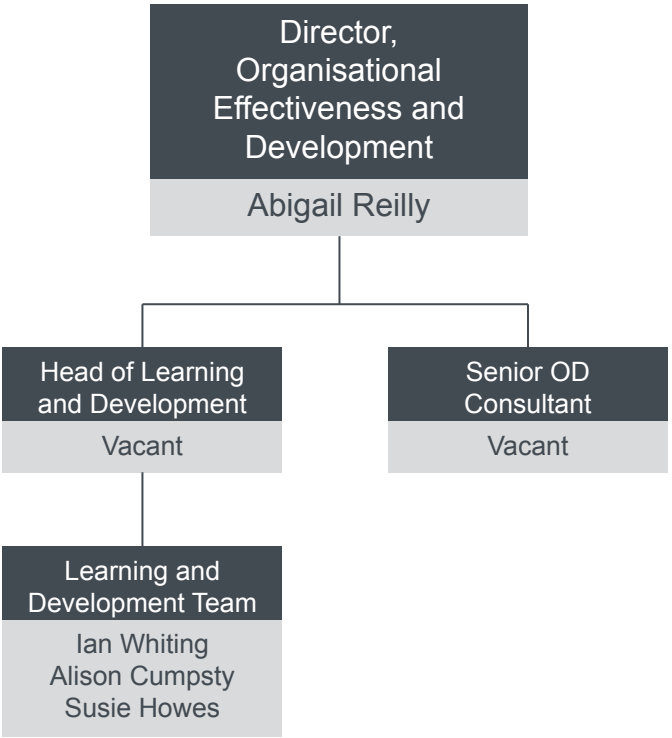 Director,
Organisational
Effectiveness and
Development
Abigail Reilly
Head of Learning
and Development
Vacant
Senior OD
Consultant
Vacant
Learning and
Development Team
Ian Whiting
Alison Cumpsty
Susie Howes